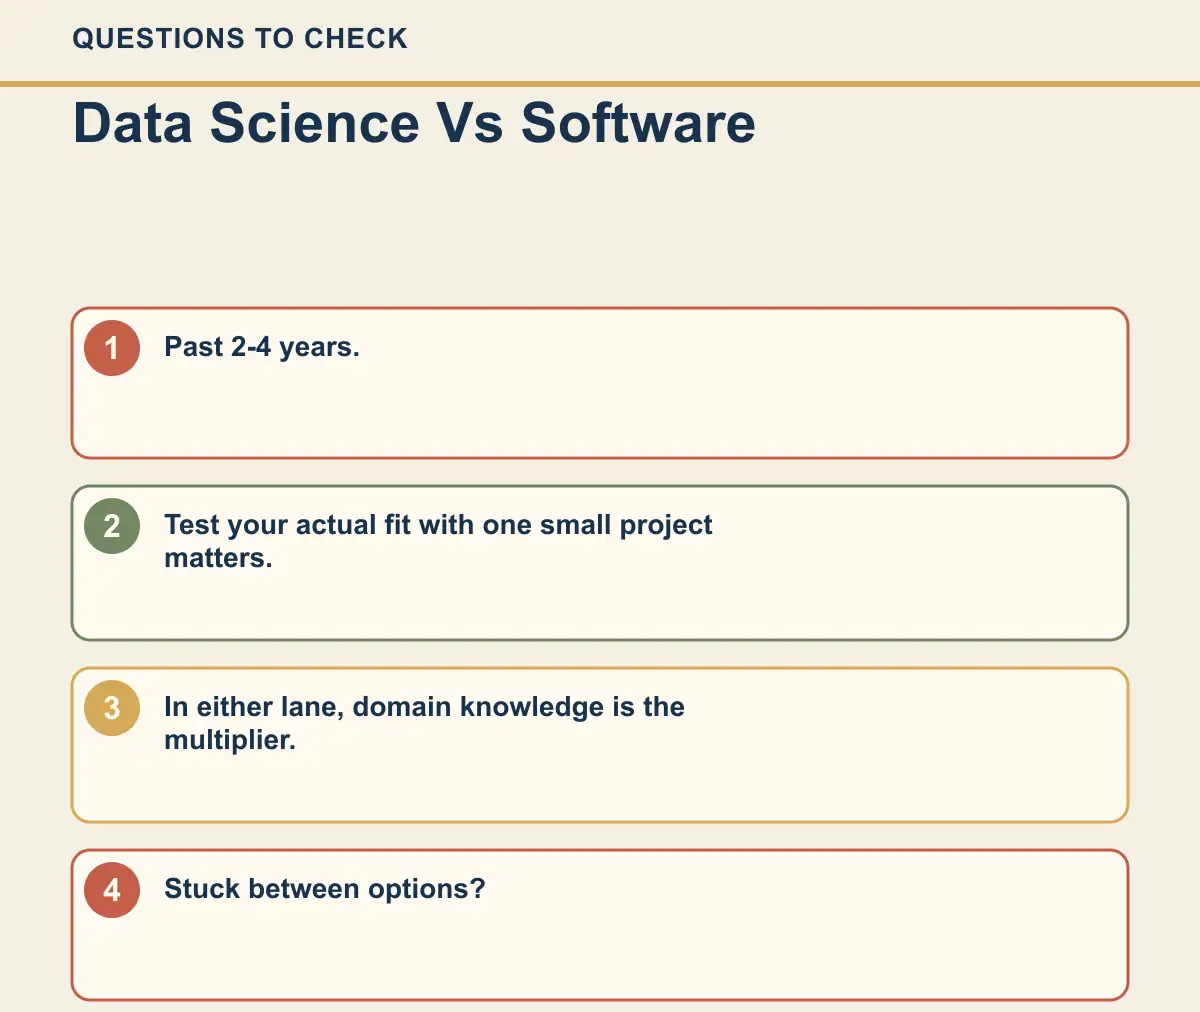 QUESTIONS TO CHECK
Data Science Vs Software
1
Past 2-4 years.
2
Test your actual fit with one small project
matters.
3
In either lane, domain knowledge is the
multiplier.
4
Stuck between options?